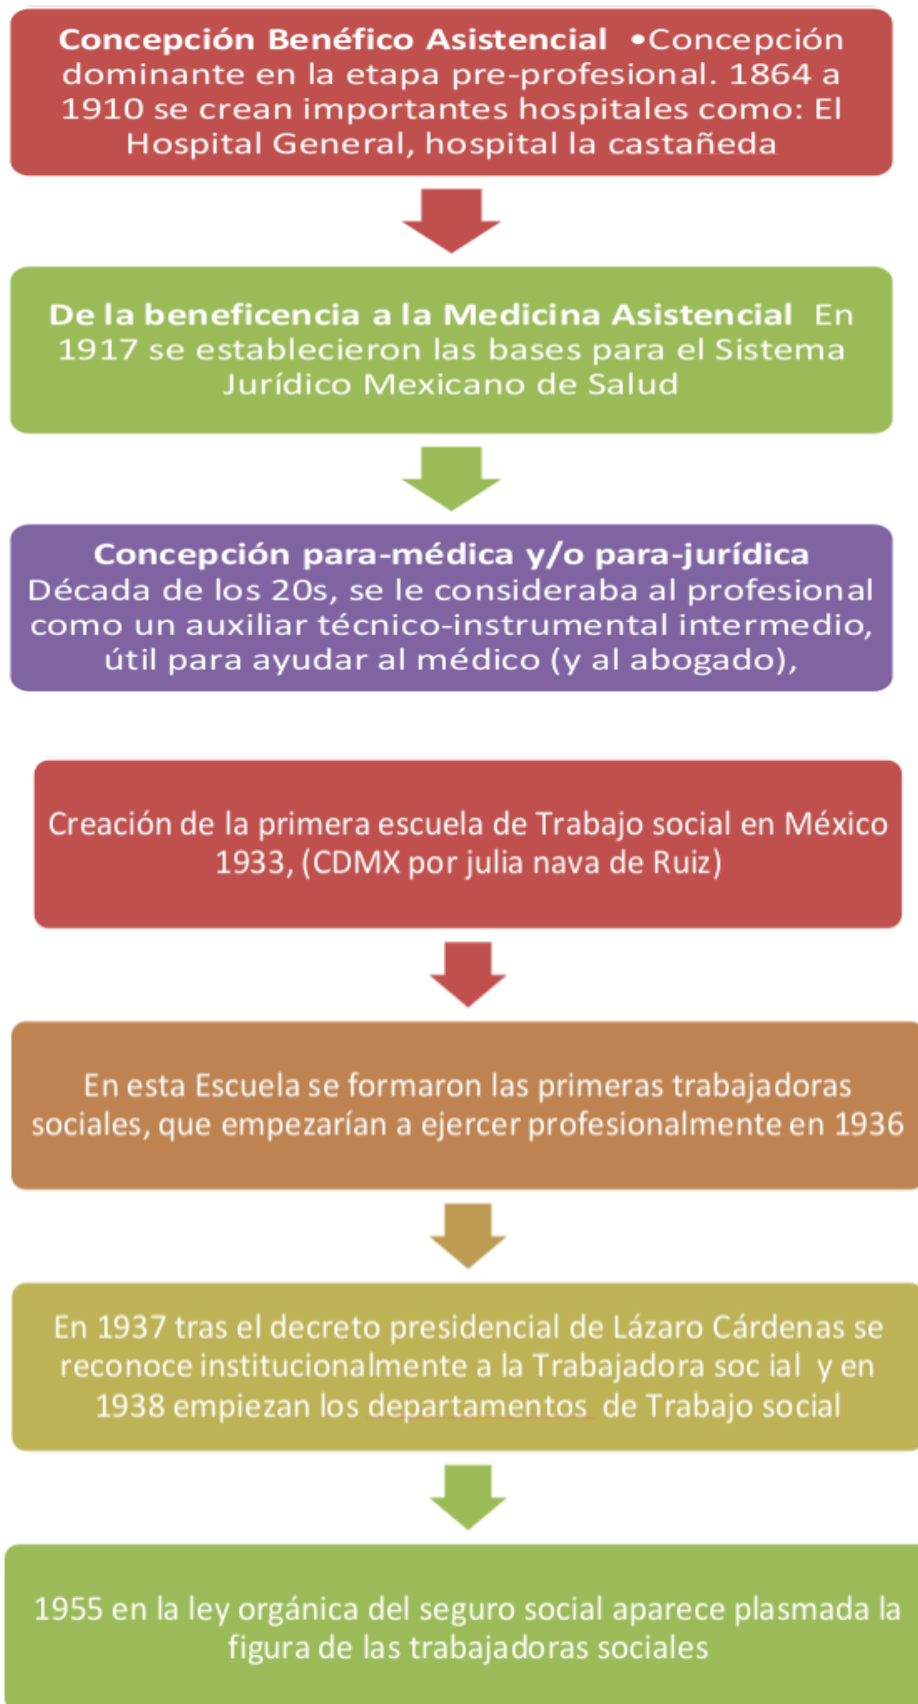 Concepción Benéfico Asistencial •Concepción
dominante en la etapa pre-profesional. 1864 a
1910 se crean importantes hospitales como: El
Hospital General, hospital la castañeda
De la beneficencia a la Medicina Asistencial En
1917 se establecieron las bases para el Sistema
Jurídico Mexicano de Salud
Concepción para-médica y/o para-jurídica
Década de los 20s, se le consideraba al profesional
como un auxiliar técnico-instrumental intermedio,
útil para ayudar al médico (y al abogado),
Creación de la primera escuela de Trabajo social en México
1933, (CDMX por julia nava de Ruiz)
En esta Escuela se formaron las primeras trabajadoras
sociales, que empezarían a ejercer profesionalmente en 1936
En 1937 tras el decreto presidencial de Lázaro Cárdenas se
reconoce institucionalmente a la Trabajadora soc ial y en
1938 empiezan los departamentos de Trabajo social
1955 en la ley orgánica del seguro social aparece plasmada la
figura de las trabajadoras sociales